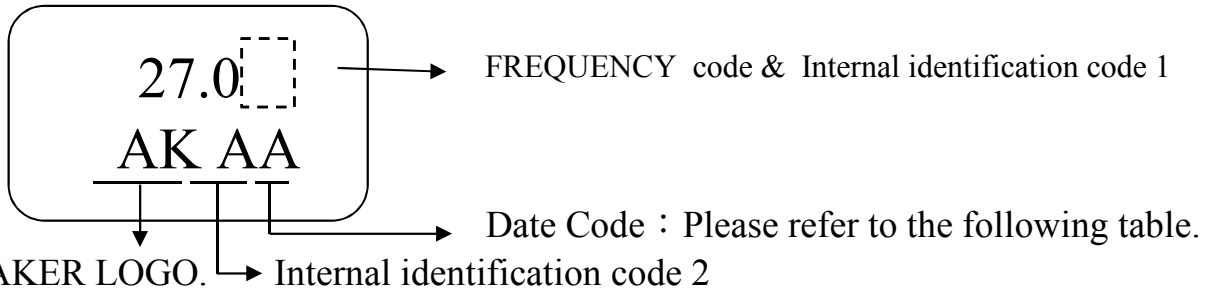 27.0
FREQUENCY code & Internal identification code 1
AK AA
Date Code：Please refer to the following table.
AKER LOGO. Internal identification code 2